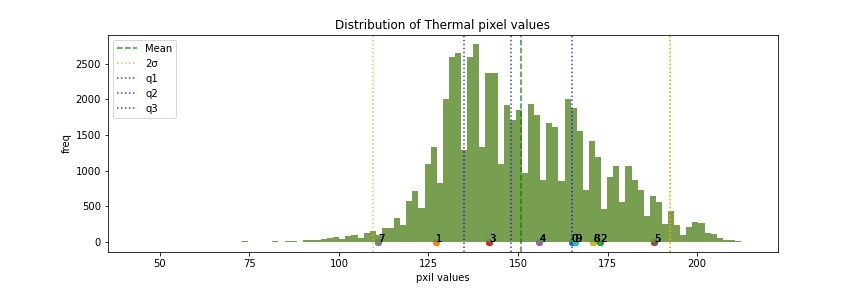 Distribution of Thermal pixel values
Mean
2σ
q1
q2
q3
freq
2500
2000
1500
1000
500
0
7 1 3 4 5
50 75 100 125 150 175 200
pxil values